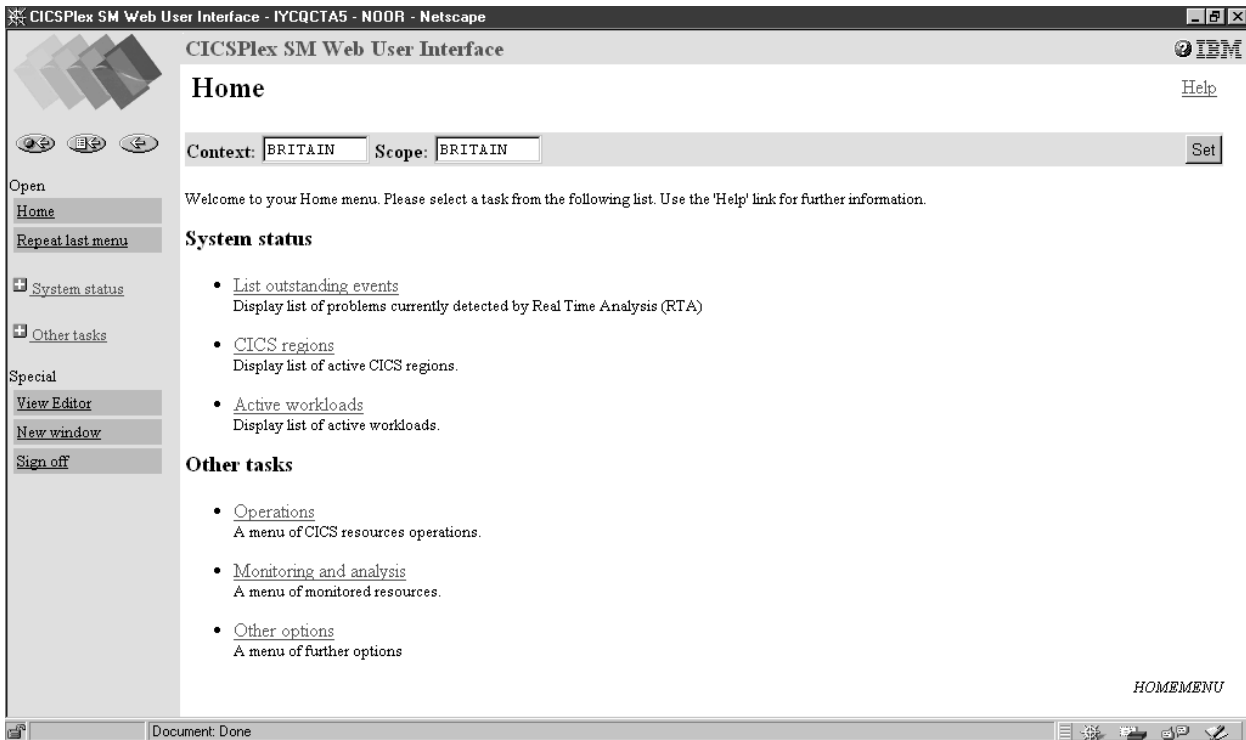 CICSPlex SM Web User Interface - IYCQCTA5 - NOOR - Netscape
CICSPlex SM Web User Interface
IBM
Home
Help
Context: BRITAIN Scope: BRITAIN Set
Open
Home
Repeat last menu
System status
Other tasks
Special
View Editor
New window
Sign off
Welcome to your Home menu. Please select a task from the following list. Use the 'Help' link for further information.
System status
List outstanding events
Display list of problems currently detected by Real Time Analysis (RTA)
CICS regions
Display list of active CICS regions.
Active workloads
Display list of active workloads.
Other tasks
Operations
A menu of CICS resources operations.
Monitoring and analysis
A menu of monitored resources.
Other options
A menu of further options
HOMEMENU
Document: Done